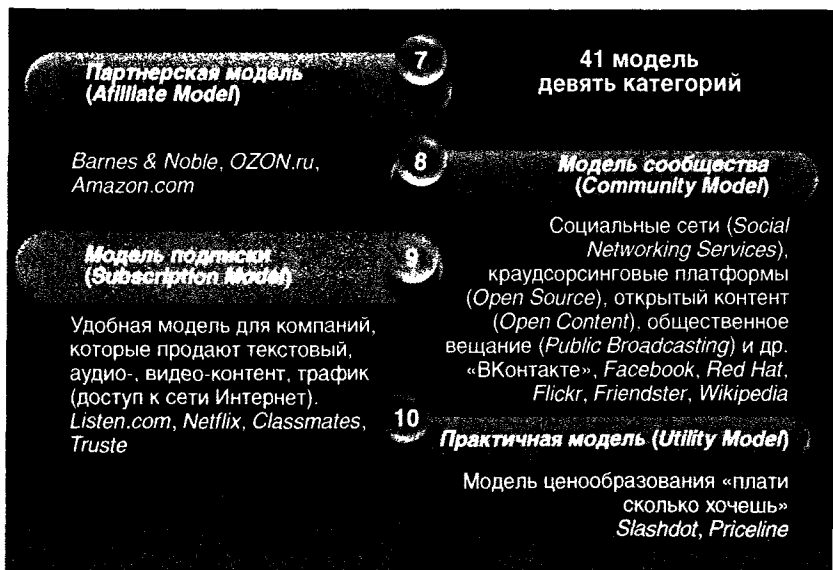 7
Партнерская модель
(Afilliate Model)
41 модель
девять категорий
Barnes & Noble, OZON.ru,
Amazon.com
8
Модель сообщества
(Community Model)
Социальные сети (Social
Networking Services),
краудсорсинговые платформы
(Open Source), открытый контент
(Open Content). общественное
вещание (Public Broadcasting) и др.
«ВКонтакте», Facebook, Red Hat,
Flickr, Friendster, Wikipedia
9
Модель подписки
(Subscription Model)
Удобная модель для компаний,
которые продают текстовый,
аудио-, видео-контент, трафик
(доступ к сети Интернет).
Listen.com, Netflix, Classmates,
Truste
10
Практичная модель (Utility Model)
Модель ценообразования «плати
сколько хочешь»
Slashdot, Priceline